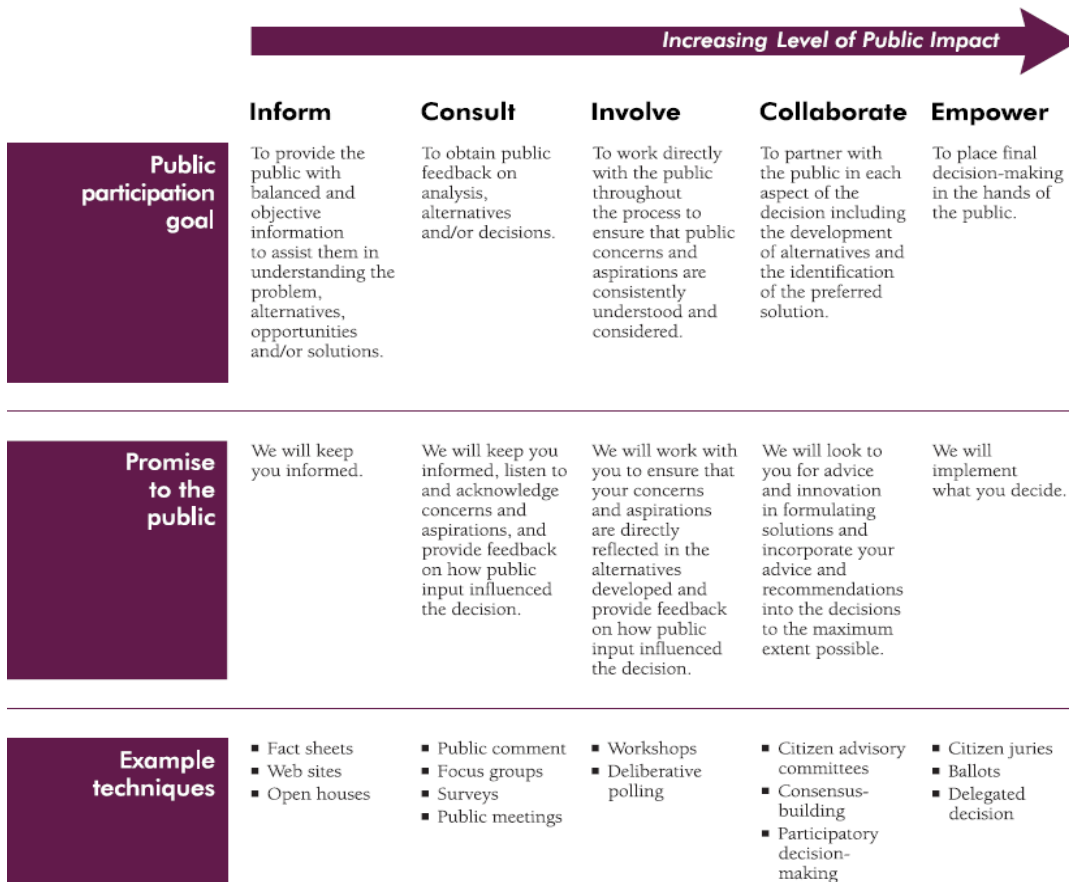 Increasing Level of Public Impact
Inform
Consult
Involve
Collaborate
Empower
Public
participation
goal
To provide the
public with
balanced and
objective
information
to assist them in
understanding the
problem,
alternatives,
opportunities
and/or solutions.
To obtain public
feedback on
analysis,
alternatives
and/or decisions.
To work directly
with the public
throughout
the process to
ensure that public
concerns and
aspirations are
consistently
understood and
considered.
To partner with
the public in each
aspect of the
decision including
the development
of alternatives and
the identification
of the preferred
solution.
To place final
decision-making
in the hands of
the public.
Promise
to the
public
We will keep
you informed.
We will keep you
informed, listen to
and acknowledge
concerns and
aspirations, and
provide feedback
on how public
input influenced
the decision.
We will work with
you to ensure that
your concerns
and aspirations
are directly
reflected in the
alternatives
developed and
provide feedback
on how public
input influenced
the decision.
We will look to
you for advice
and innovation
in formulating
solutions and
incorporate your
advice and
recommendations
into the decisions
to the maximum
extent possible.
We will
implement
what you decide.
Example
techniques
▪ Fact sheets
▪ Web sites
▪ Open houses
▪ Public comment
▪ Focus groups
▪ Surveys
▪ Public meetings
▪ Workshops
▪ Deliberative
polling
▪ Citizen advisory
committees
▪ Consensus-
building
▪ Participatory
decision-
making
▪ Citizen juries
▪ Ballots
▪ Delegated
decision